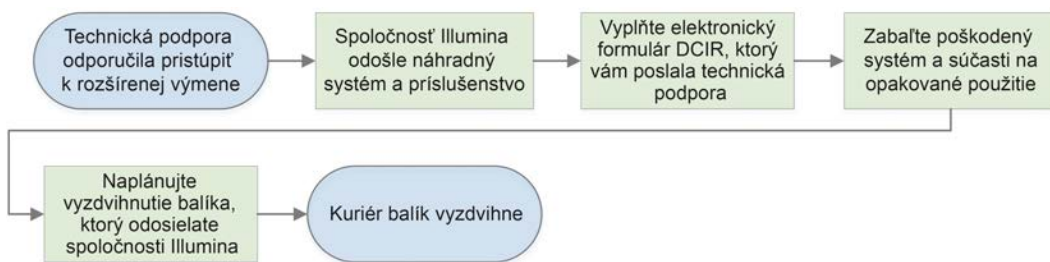 Technická podpora
odporučila pristúpiť
k rozšírenej výmene
Spoločnosť Illumina
odošle náhradný
systém a príslušenstvo
Vyplňte elektronický
formulár DCIR, ktorý
vám poslala technická
podpora
Zabaľte poškodený
systém a súčasti na
opakované použitie
Naplánujte
vyzdvihnutie balíka,
ktorý odosielate
spoločnosti Illumina
Kuriér balík vyzdvihne